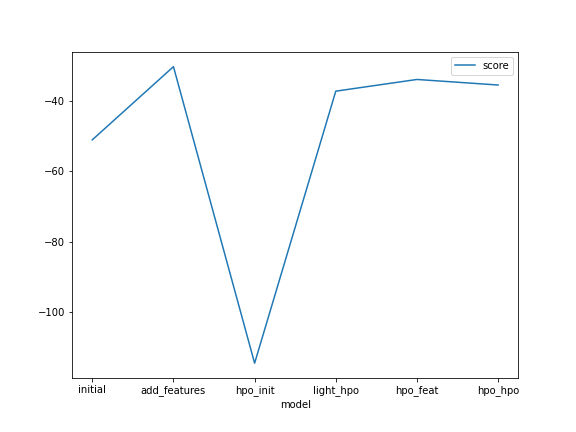 score
−40
−60
−80
−100
initial add_features hpo_init light_hpo hpo_feat hpo_hpo
model